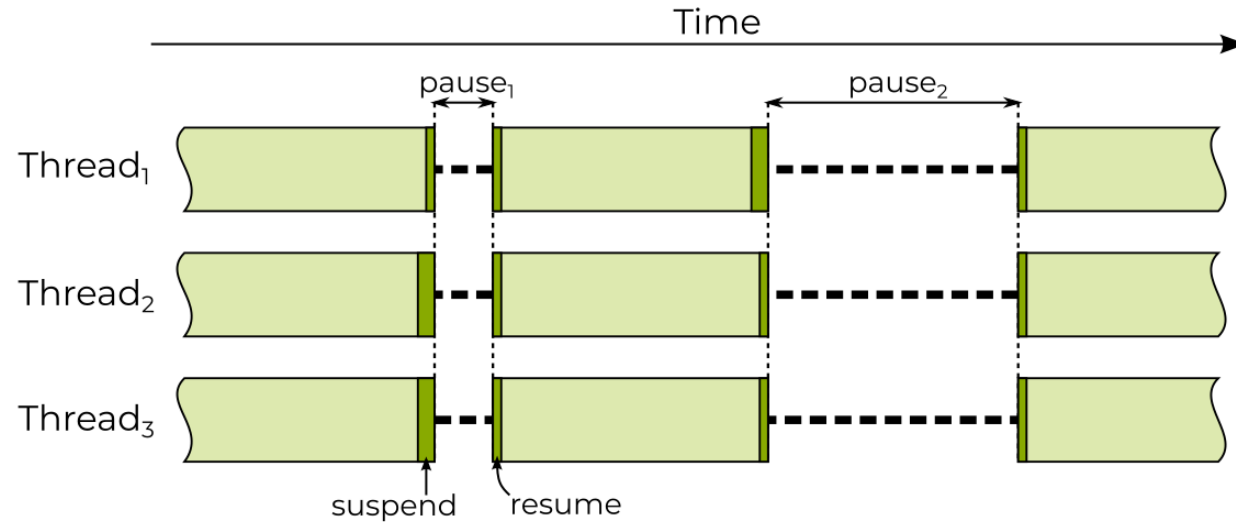 Time
pause₁
pause₂
Thread₁
Thread₂
Thread₃
suspend
resume